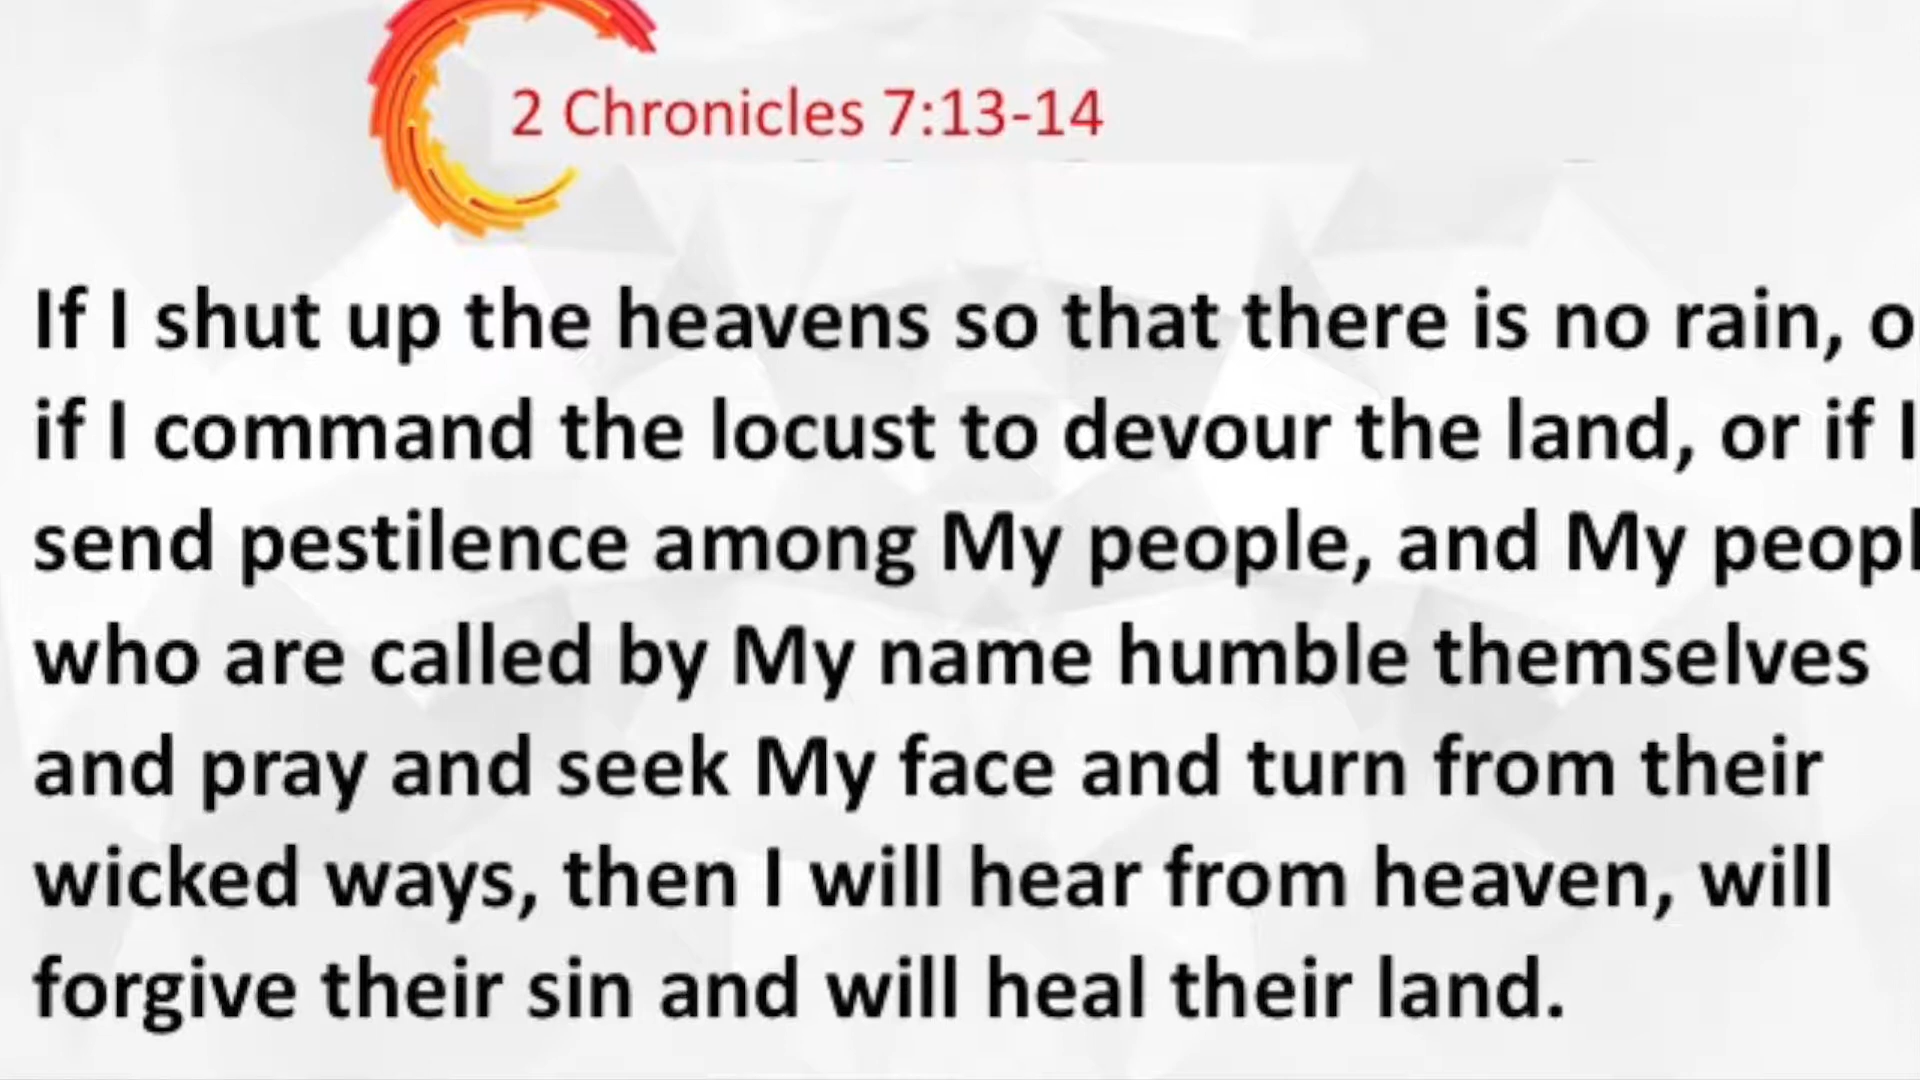 2 Chronicles 7:13-14
If I shut up the heavens so that there is no rain, o
if I command the locust to devour the land, or if I
send pestilence among My people, and My peopl
who are called by My name humble themselves
and pray and seek My face and turn from their
wicked ways, then I will hear from heaven, will
forgive their sin and will heal their land.